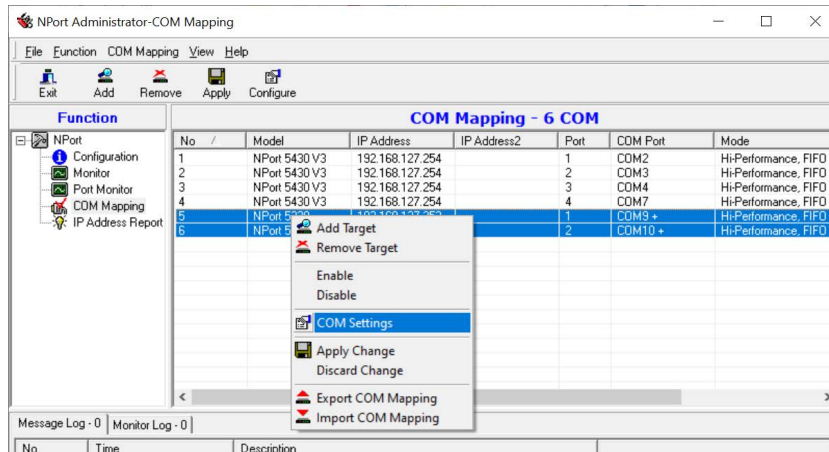 NPort Administrator-COM Mapping
File Function COM Mapping View Help
Exit Add Remove Apply Configure
Function
COM Mapping - 6 COM
NPort
Configuration
Monitor
Port Monitor
COM Mapping
IP Address Report
No / Model IP Address IP Address2 Port COM Port Mode
1 NPort 5430 V3 192.168.127.254 1 COM2 Hi-Performance, FIFO
2 NPort 5430 V3 192.168.127.254 2 COM3 Hi-Performance, FIFO
3 NPort 5430 V3 192.168.127.254 3 COM4 Hi-Performance, FIFO
4 NPort 5430 V3 192.168.127.254 4 COM7 Hi-Performance, FIFO
5 NPort 1 COM9 + Hi-Performance, FIFO
6 NPort 5 2 COM10 + Hi-Performance, FIFO
Add Target
Remove Target
Enable
Disable
COM Settings
Apply Change
Discard Change
Export COM Mapping
Import COM Mapping
Message Log - 0 Monitor Log - 0
No Time Description